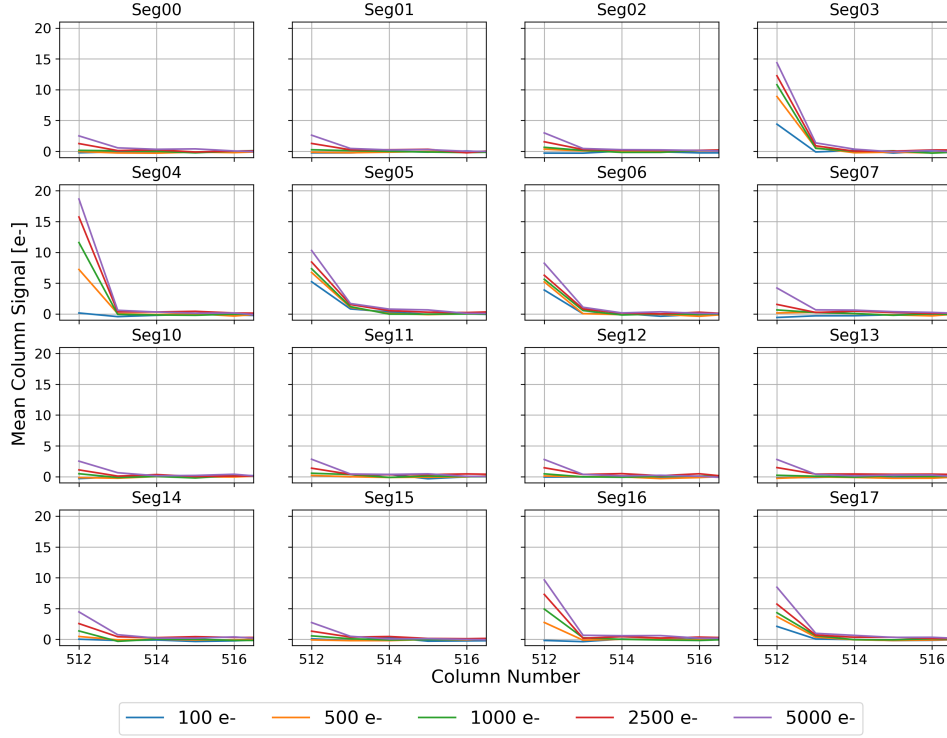 Seg00 Seg01 Seg02 Seg03
20
15
10
5
0
Seg04 Seg05 Seg06 Seg07
20
15
10
5
0
Mean Column Signal [e-]
Seg10 Seg11 Seg12 Seg13
20
15
10
5
0
Seg14 Seg15 Seg16 Seg17
20
15
10
5
0
512 514 516 512 514 516 512 514 516 512 514 516
Column Number
100 e- 500 e- 1000 e- 2500 e- 5000 e-